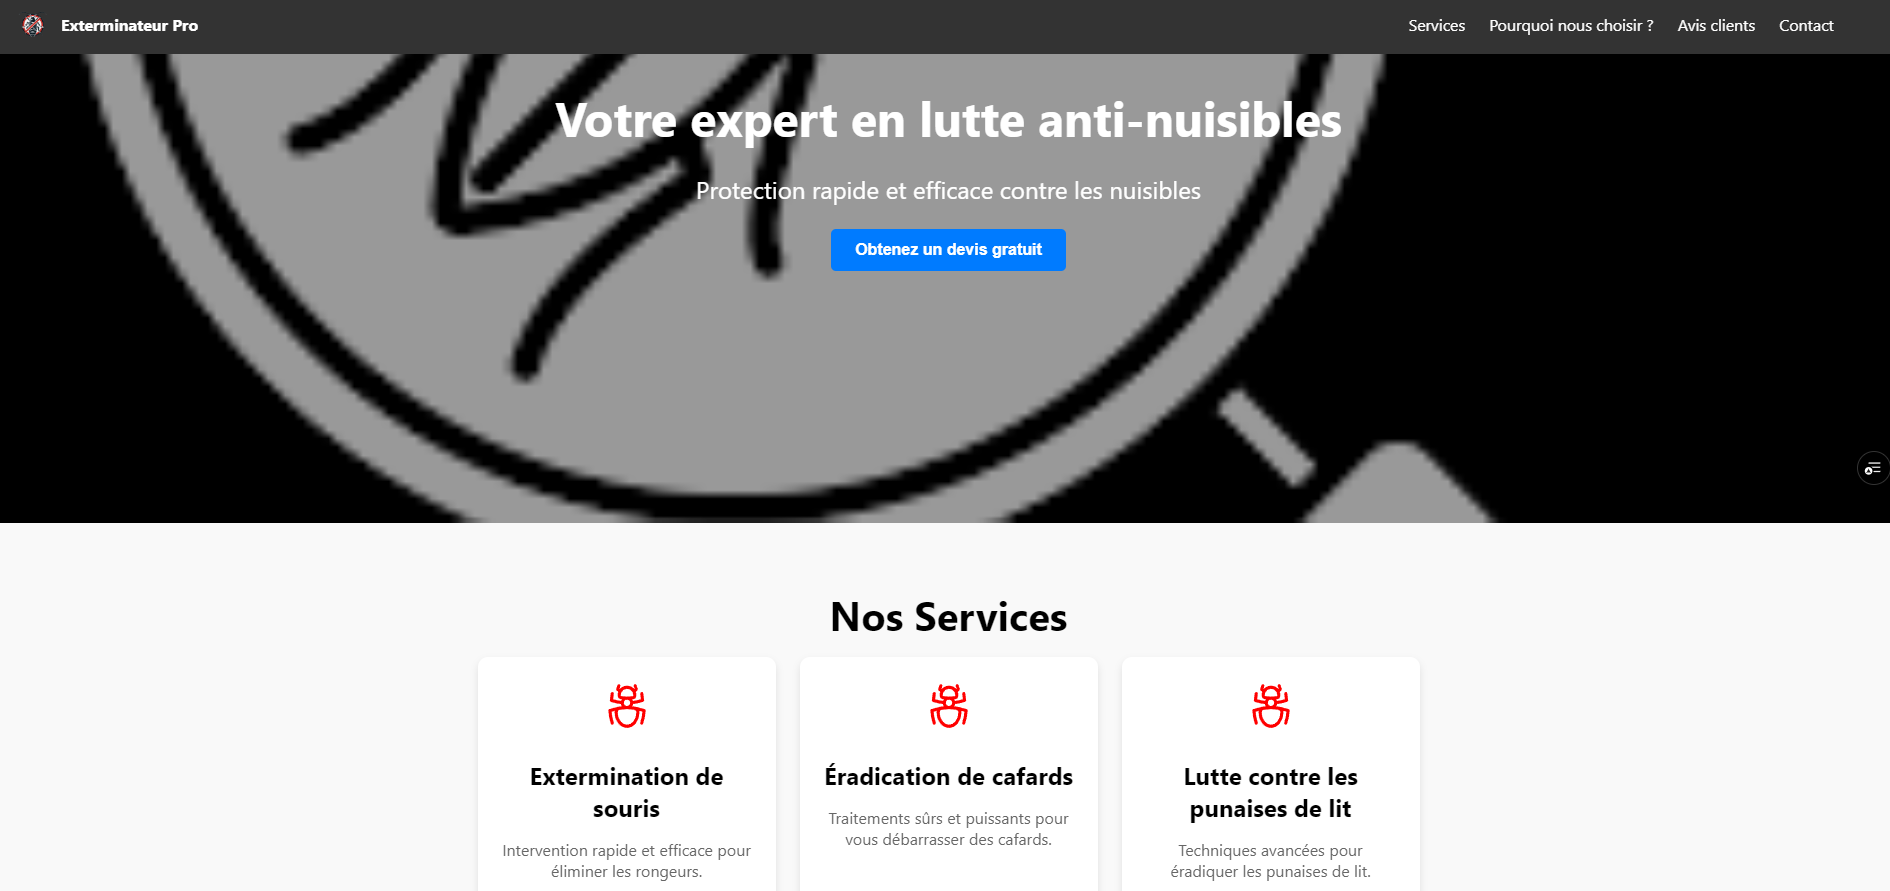 Exterminateur Pro
Services
Pourquoi nous choisir ?
Avis clients
Contact
Votre expert en lutte anti-nuisibles
Protection rapide et efficace contre les nuisibles
Obtenez un devis gratuit
Nos Services
Extermination de
souris
Intervention rapide et efficace pour
éliminer les rongeurs.
Éradication de cafards
Traitements sûrs et puissants pour
vous débarrasser des cafards.
Lutte contre les
punaises de lit
Techniques avancées pour
éradiquer les punaises de lit.